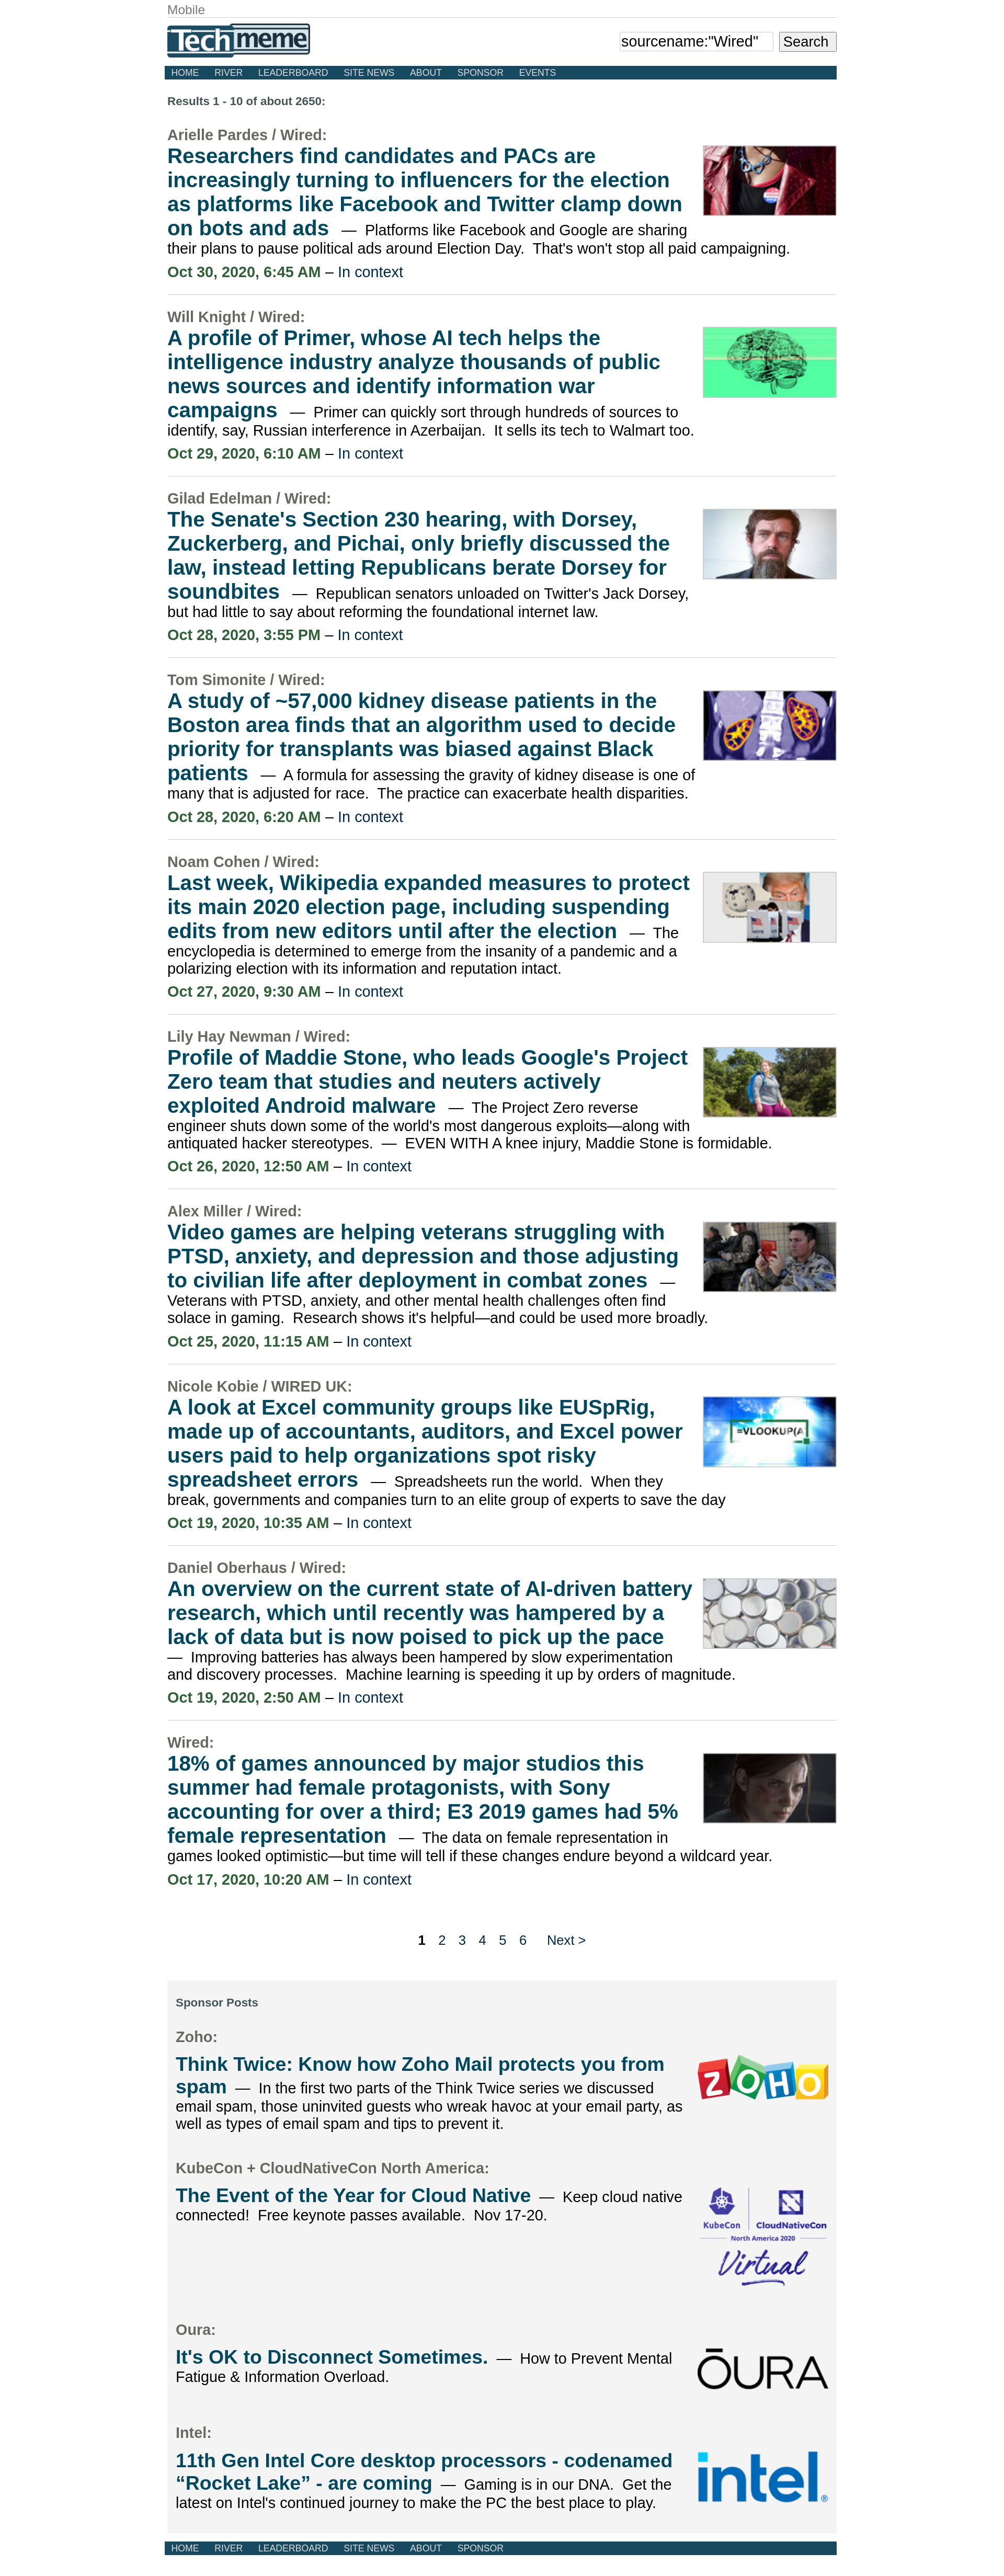 Mobile
Techmeme
sourcename:"Wired" Search
HOME RIVER LEADERBOARD SITE NEWS ABOUT SPONSOR EVENTS
Results 1 - 10 of about 2650:
Arielle Pardes / Wired:
Researchers find candidates and PACs are
increasingly turning to influencers for the election
as platforms like Facebook and Twitter clamp down
on bots and ads — Platforms like Facebook and Google are sharing
their plans to pause political ads around Election Day. That's won't stop all paid campaigning.
Oct 30, 2020, 6:45 AM – In context
Will Knight / Wired:
A profile of Primer, whose AI tech helps the
intelligence industry analyze thousands of public
news sources and identify information war
campaigns — Primer can quickly sort through hundreds of sources to
identify, say, Russian interference in Azerbaijan. It sells its tech to Walmart too.
Oct 29, 2020, 6:10 AM – In context
Gilad Edelman / Wired:
The Senate's Section 230 hearing, with Dorsey,
Zuckerberg, and Pichai, only briefly discussed the
law, instead letting Republicans berate Dorsey for
soundbites — Republican senators unloaded on Twitter's Jack Dorsey,
but had little to say about reforming the foundational internet law.
Oct 28, 2020, 3:55 PM – In context
Tom Simonite / Wired:
A study of ~57,000 kidney disease patients in the
Boston area finds that an algorithm used to decide
priority for transplants was biased against Black
patients — A formula for assessing the gravity of kidney disease is one of
many that is adjusted for race. The practice can exacerbate health disparities.
Oct 28, 2020, 6:20 AM – In context
Noam Cohen / Wired:
Last week, Wikipedia expanded measures to protect
its main 2020 election page, including suspending
edits from new editors until after the election — The
encyclopedia is determined to emerge from the insanity of a pandemic and a
polarizing election with its information and reputation intact.
Oct 27, 2020, 9:30 AM – In context
Lily Hay Newman / Wired:
Profile of Maddie Stone, who leads Google's Project
Zero team that studies and neuters actively
exploited Android malware — The Project Zero reverse
engineer shuts down some of the world's most dangerous exploits—along with
antiquated hacker stereotypes. — EVEN WITH A knee injury, Maddie Stone is formidable.
Oct 26, 2020, 12:50 AM – In context
Alex Miller / Wired:
Video games are helping veterans struggling with
PTSD, anxiety, and depression and those adjusting
to civilian life after deployment in combat zones —
Veterans with PTSD, anxiety, and other mental health challenges often find
solace in gaming. Research shows it's helpful—and could be used more broadly.
Oct 25, 2020, 11:15 AM – In context
Nicole Kobie / WIRED UK:
A look at Excel community groups like EUSpRig,
made up of accountants, auditors, and Excel power
users paid to help organizations spot risky
spreadsheet errors — Spreadsheets run the world. When they
break, governments and companies turn to an elite group of experts to save the day
=VLOOKUP(A
Oct 19, 2020, 10:35 AM – In context
Daniel Oberhaus / Wired:
An overview on the current state of AI-driven battery
research, which until recently was hampered by a
lack of data but is now poised to pick up the pace
— Improving batteries has always been hampered by slow experimentation
and discovery processes. Machine learning is speeding it up by orders of magnitude.
Oct 19, 2020, 2:50 AM – In context
Wired:
18% of games announced by major studios this
summer had female protagonists, with Sony
accounting for over a third; E3 2019 games had 5%
female representation — The data on female representation in
games looked optimistic—but time will tell if these changes endure beyond a wildcard year.
Oct 17, 2020, 10:20 AM – In context
1 2 3 4 5 6 Next >
Sponsor Posts
Zoho:
Think Twice: Know how Zoho Mail protects you from
spam — In the first two parts of the Think Twice series we discussed
email spam, those uninvited guests who wreak havoc at your email party, as
well as types of email spam and tips to prevent it.
ZOHO
KubeCon + CloudNativeCon North America:
The Event of the Year for Cloud Native — Keep cloud native
connected! Free keynote passes available. Nov 17-20.
KubeCon CloudNativeCon
North America 2020
Virtual
Oura:
It's OK to Disconnect Sometimes. — How to Prevent Mental
Fatigue & Information Overload.
ŌURA
Intel:
11th Gen Intel Core desktop processors - codenamed
“Rocket Lake” - are coming — Gaming is in our DNA. Get the
latest on Intel's continued journey to make the PC the best place to play.
intel®
HOME RIVER LEADERBOARD SITE NEWS ABOUT SPONSOR